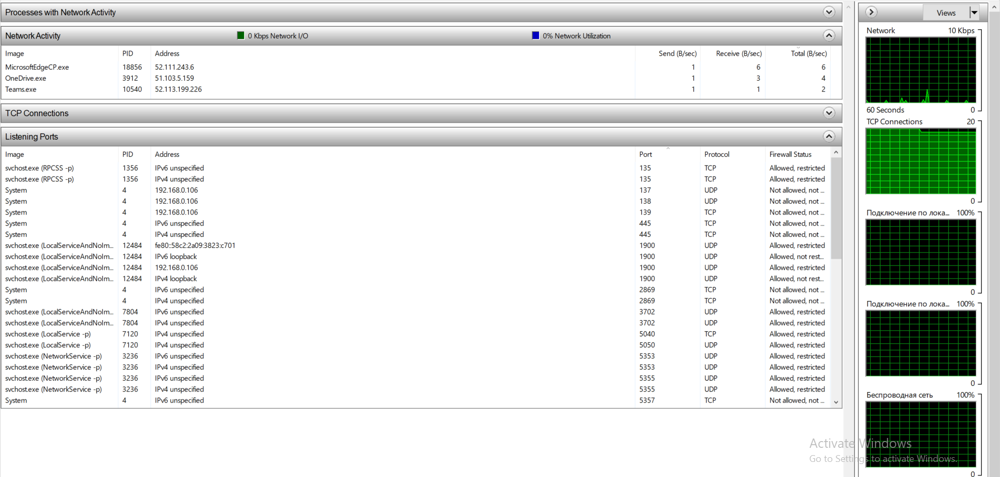 Processes with Network Activity
Network Activity 0 Kbps Network I/O 0% Network Utilization
Image PID Address Send (B/sec) Receive (B/sec) Total (B/sec)
MicrosoftEdgeCP.exe 18856 52.111.243.6 1 6 6
OneDrive.exe 3912 51.103.5.159 1 3 4
Teams.exe 10540 52.113.199.226 1 1 2
TCP Connections
Listening Ports
Image PID Address Port Protocol Firewall Status
svchost.exe (RPCSS -p) 1356 IPv6 unspecified 135 TCP Allowed, restricted
svchost.exe (RPCSS -p) 1356 IPv4 unspecified 135 TCP Allowed, restricted
System 4 192.168.0.106 137 UDP Not allowed, not ...
System 4 192.168.0.106 138 UDP Not allowed, not ...
System 4 192.168.0.106 139 TCP Not allowed, not ...
System 4 IPv6 unspecified 445 TCP Not allowed, not ...
System 4 IPv4 unspecified 445 TCP Not allowed, not ...
svchost.exe (LocalServiceAndNoIm... 12484 fe80::58c2:2a09:3823:c701 1900 UDP Allowed, restricted
svchost.exe (LocalServiceAndNoIm... 12484 IPv6 loopback 1900 UDP Allowed, not rest...
svchost.exe (LocalServiceAndNoIm... 12484 192.168.0.106 1900 UDP Allowed, restricted
svchost.exe (LocalServiceAndNoIm... 12484 IPv4 loopback 1900 UDP Allowed, not rest...
System 4 IPv6 unspecified 2869 TCP Not allowed, not ...
System 4 IPv4 unspecified 2869 TCP Not allowed, not ...
svchost.exe (LocalServiceAndNoIm... 7804 IPv6 unspecified 3702 UDP Allowed, restricted
svchost.exe (LocalServiceAndNoIm... 7804 IPv4 unspecified 3702 UDP Allowed, restricted
svchost.exe (LocalService -p) 7120 IPv4 unspecified 5040 TCP Allowed, restricted
svchost.exe (LocalService -p) 7120 IPv4 unspecified 5050 UDP Allowed, restricted
svchost.exe (NetworkService -p) 3236 IPv6 unspecified 5353 UDP Allowed, restricted
svchost.exe (NetworkService -p) 3236 IPv4 unspecified 5353 UDP Allowed, restricted
svchost.exe (NetworkService -p) 3236 IPv6 unspecified 5355 UDP Allowed, restricted
svchost.exe (NetworkService -p) 3236 IPv4 unspecified 5355 UDP Allowed, restricted
System 4 IPv6 unspecified 5357 TCP Not allowed, not ...
Views
Network 10 Kbps
60 Seconds 0
TCP Connections 20
0
Подключение по лока... 100%
0
Подключение по лока... 100%
0
Беспроводная сеть 100%
0
Activate Windows
Go to Settings to activate Windows.